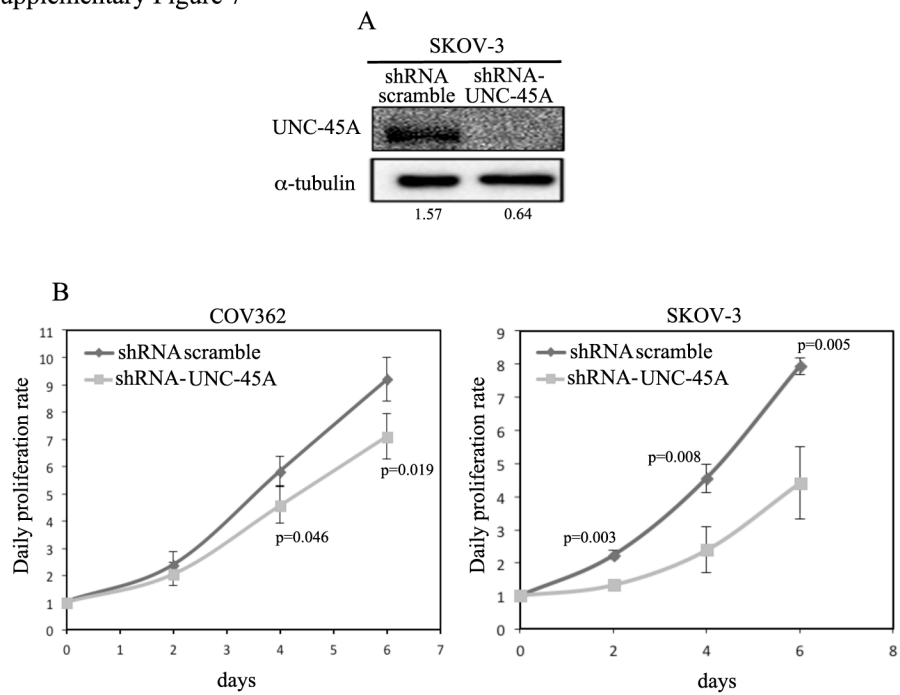 Supplementary Figure 7
A
SKOV-3
shRNA scramble
shRNA-UNC-45A
UNC-45A
α-tubulin
1.57 0.64
B
COV362
11
10
9
8
7
6
5
4
3
2
1
0
shRNA scramble
shRNA-UNC-45A
p=0.019
p=0.046
Daily proliferation rate
0 1 2 3 4 5 6 7
days
SKOV-3
9
8
7
6
5
4
3
2
1
0
shRNA scramble
shRNA-UNC-45A
p=0.005
p=0.008
p=0.003
Daily proliferation rate
0 2 4 6 8
days